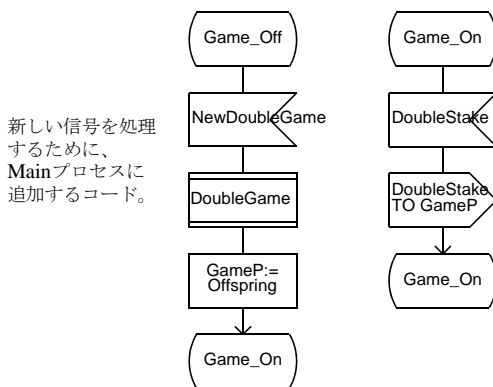 新しい信号を処理
するために、
Mainプロセスに
追加するコード。
Game_Off
NewDoubleGame
DoubleGame
GameP:=
Offspring
Game_On
Game_On
DoubleStake
DoubleStake
TO GameP
Game_On